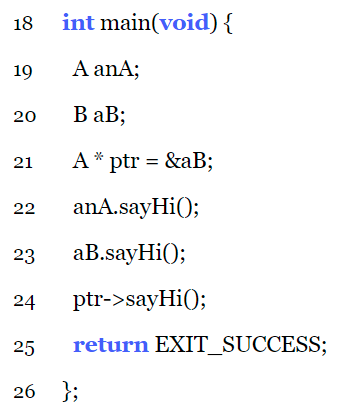 18 int main(void) {
19 A anA;
20 B aB;
21 A * ptr = &aB;
22 anA.sayHi();
23 aB.sayHi();
24 ptr->sayHi();
25 return EXIT_SUCCESS;
26 };